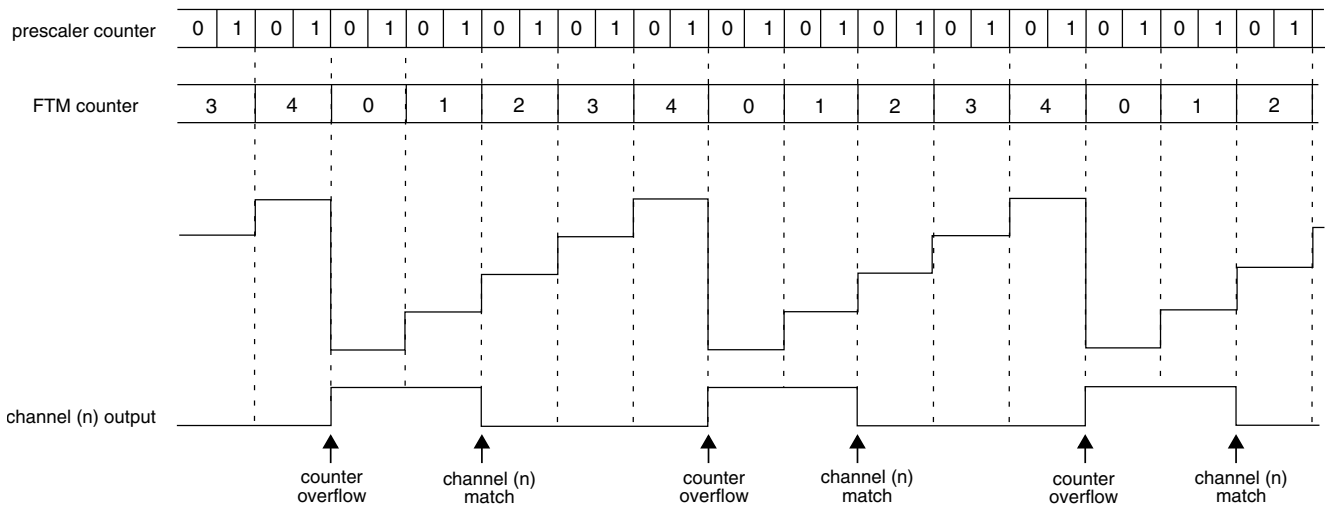 prescaler counter 0 1 0 1 0 1 0 1 0 1 0 1 0 1 0 1 0 1 0 1 0 1 0 1 0 1 0 1 0 1
FTM counter 3 4 0 1 2 3 4 0 1 2 3 4 0 1 2
channel (n) output
counter overflow
channel (n) match
counter overflow
channel (n) match
counter overflow
channel (n) match